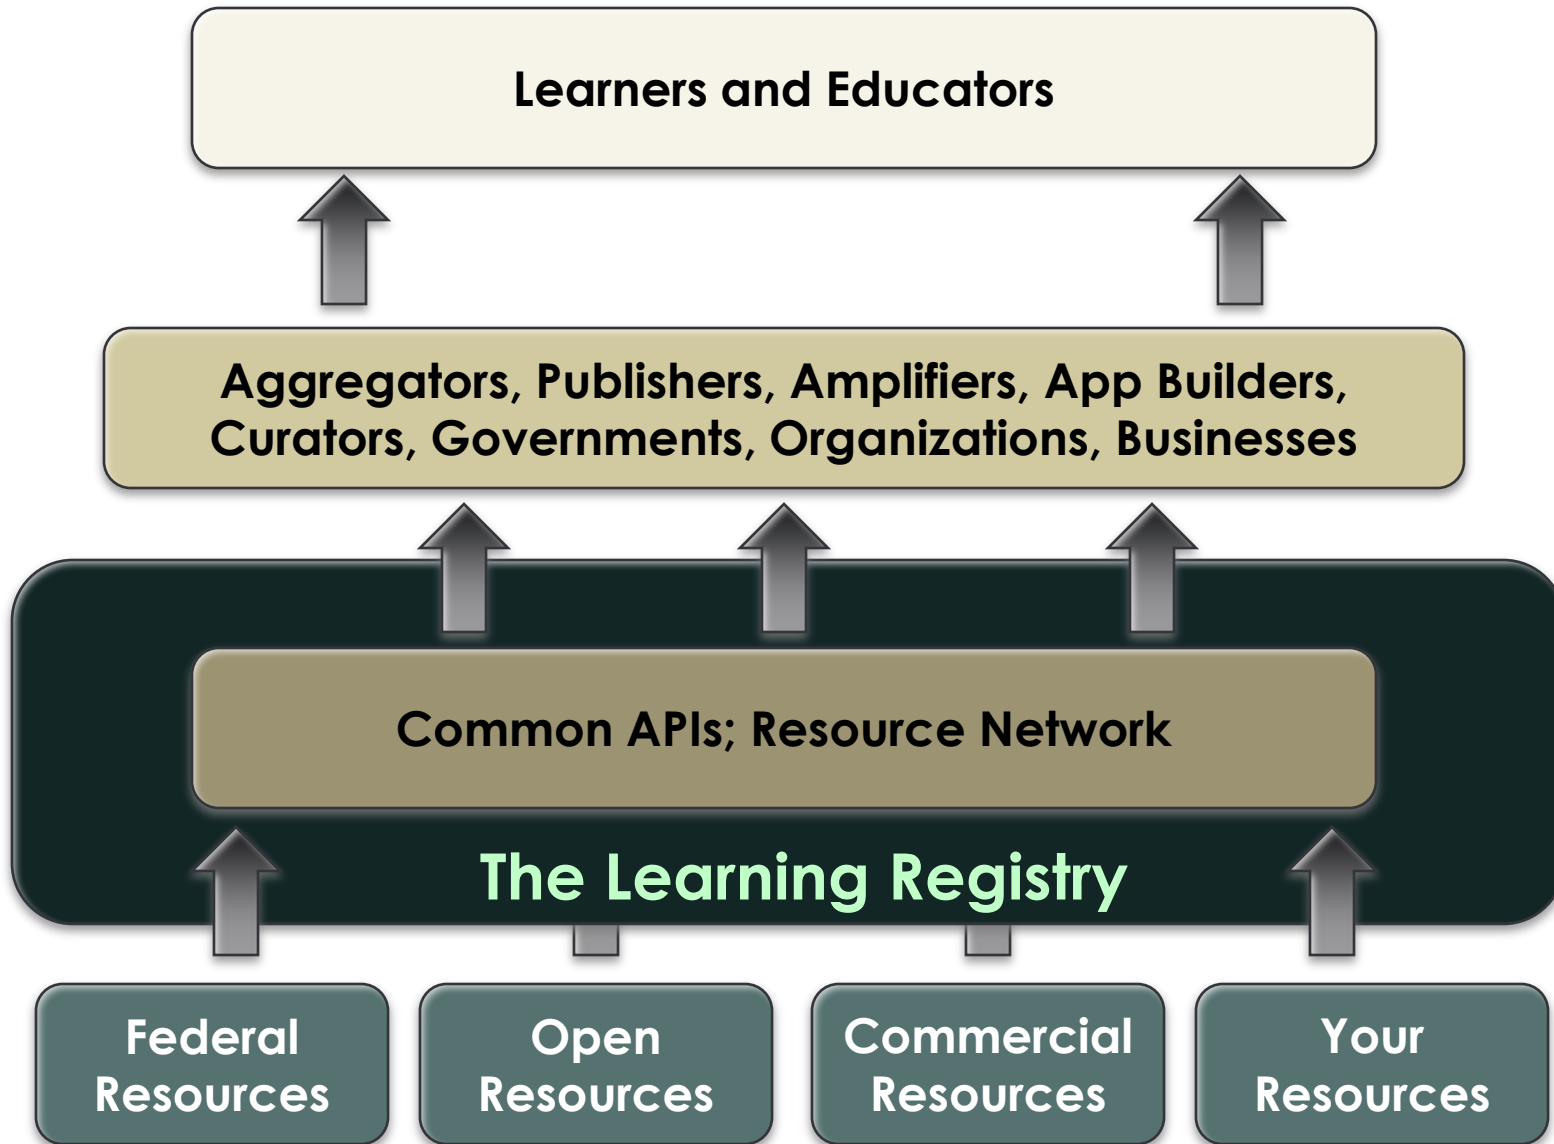 Learners and Educators
Aggregators, Publishers, Amplifiers, App Builders,
Curators, Governments, Organizations, Businesses
Common APIs; Resource Network
The Learning Registry
Federal
Resources
Open
Resources
Commercial
Resources
Your
Resources